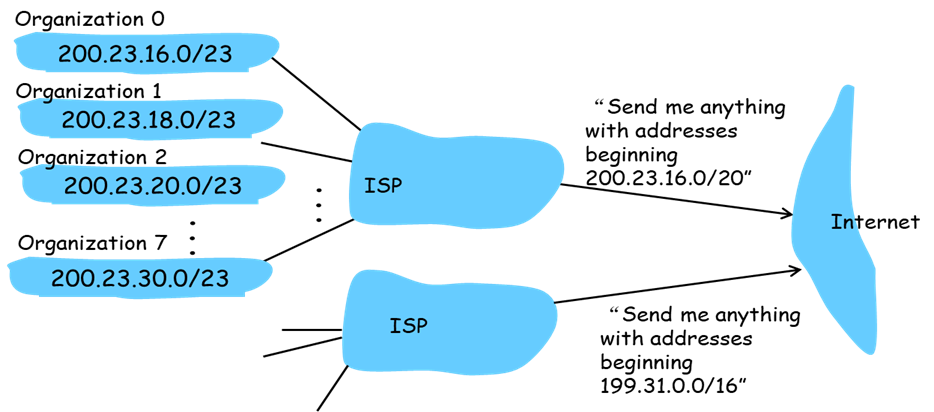 Organization 0
200.23.16.0/23
Organization 1
200.23.18.0/23
Organization 2
200.23.20.0/23
Organization 7
200.23.30.0/23
ISP
“Send me anything
with addresses
beginning
200.23.16.0/20”
Internet
ISP
“Send me anything
with addresses
beginning
199.31.0.0/16”